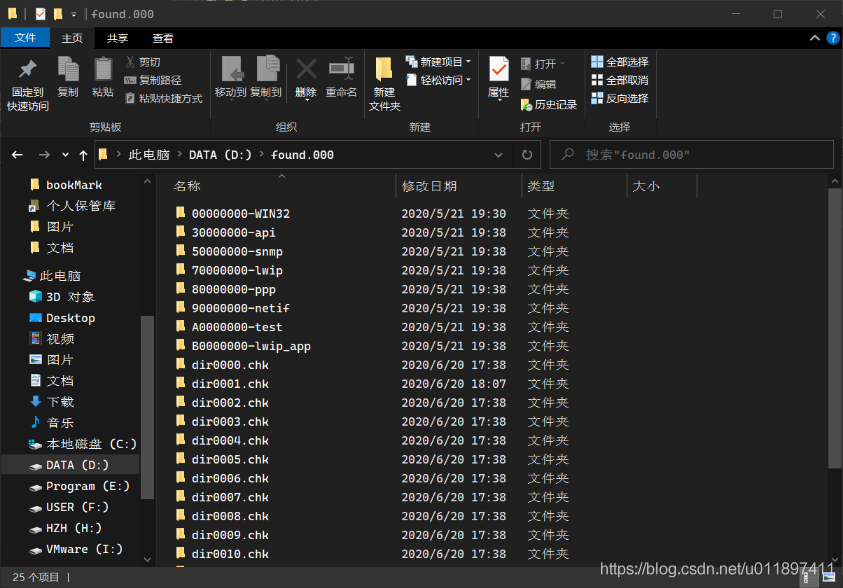 found.000
文件 主页 共享 查看
固定到快速访问 复制 粘贴 剪切 复制路径 粘贴快捷方式 移动到 复制到 删除 重命名 新建文件夹 新建项目 轻松访问 属性 打开 编辑 历史记录 全部选择 全部取消 反向选择
剪贴板 组织 新建 打开 选择
此电脑 DATA (D:) found.000 搜索"found.000"
bookMark
个人保管库
图片
文档
此电脑
3D 对象
Desktop
视频
图片
文档
下载
音乐
本地磁盘 (C:)
DATA (D:)
Program (E:)
USER (F:)
HZH (H:)
VMware (I:)
名称 修改日期 类型 大小
00000000-WIN32 2020/5/21 19:30 文件夹
30000000-api 2020/5/21 19:38 文件夹
50000000-snmp 2020/5/21 19:38 文件夹
70000000-lwip 2020/5/21 19:38 文件夹
80000000-ppp 2020/5/21 19:38 文件夹
90000000-netif 2020/5/21 19:38 文件夹
A0000000-test 2020/5/21 19:38 文件夹
B0000000-lwip_app 2020/5/21 19:38 文件夹
dir0000.chk 2020/6/20 17:38 文件夹
dir0001.chk 2020/6/20 18:07 文件夹
dir0002.chk 2020/6/20 17:38 文件夹
dir0003.chk 2020/6/20 17:38 文件夹
dir0004.chk 2020/6/20 17:38 文件夹
dir0005.chk 2020/6/20 17:38 文件夹
dir0006.chk 2020/6/20 17:38 文件夹
dir0007.chk 2020/6/20 17:38 文件夹
dir0008.chk 2020/6/20 17:38 文件夹
dir0009.chk 2020/6/20 17:38 文件夹
dir0010.chk 2020/6/20 17:38 文件夹
25 个项目
https://blog.csdn.net/u011897411